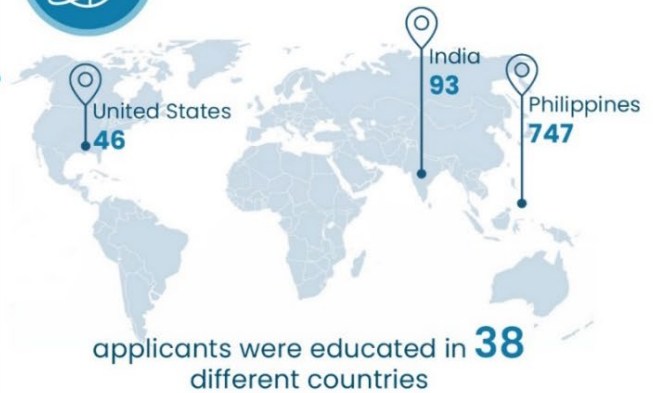 India
93
United States
46
Philippines
747
applicants were educated in 38
different countries